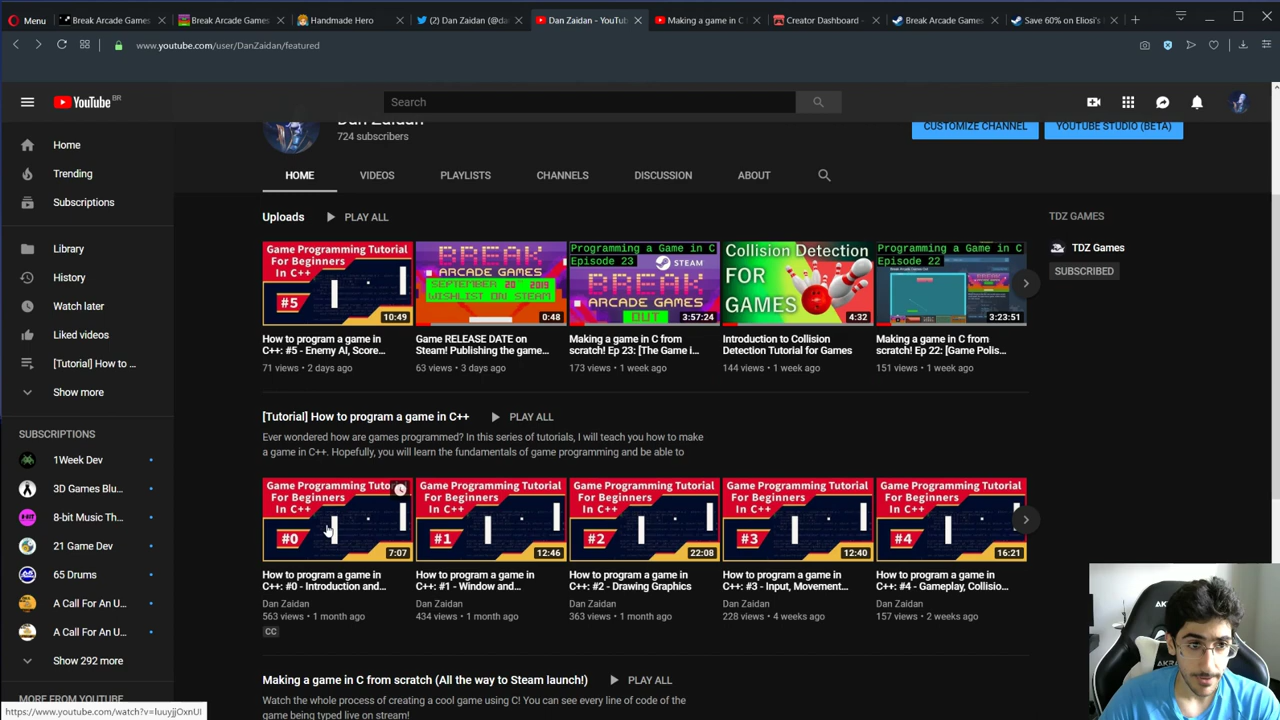 Menu
Break Arcade Games
Break Arcade Games
Handmade Hero
(2) Dan Zaidan (@da
Dan Zaidan - YouTub
Making a game in C
Creator Dashboard -
Break Arcade Games
Save 60% on Eliosi's
www.youtube.com/user/DanZaidan/featured
YouTube BR
Search
Home
Trending
Subscriptions
Library
History
Watch later
Liked videos
[Tutorial] How to ...
Show more
SUBSCRIPTIONS
1Week Dev
3D Games Blu...
8-bit Music Th...
21 Game Dev
65 Drums
A Call For An U...
A Call For An U...
Show 292 more
MORE FROM YOUTUBE
https://www.youtube.com/watch?v=luuyjjOxnUI
Dan Zaidan
724 subscribers
CUSTOMIZE CHANNEL
YOUTUBE STUDIO (BETA)
HOME
VIDEOS
PLAYLISTS
CHANNELS
DISCUSSION
ABOUT
Uploads
PLAY ALL
Game Programming Tutorial
For Beginners
In C++
#5
10:49
How to program a game in
C++: #5 - Enemy AI, Score...
71 views • 2 days ago
BREAK
ARCADE GAMES
SEPTEMBER 20 2019
WISHLIST ON STEAM
0:48
Game RELEASE DATE on
Steam! Publishing the game...
63 views • 3 days ago
Programming a Game in C
Episode 23
STEAM
BREAK
ARCADE GAMES
OUT
3:57:24
Making a game in C from
scratch! Ep 23: [The Game i...
173 views • 1 week ago
Collision Detection
FOR
GAMES
4:32
Introduction to Collision
Detection Tutorial for Games
144 views • 1 week ago
Programming a Game in C
Episode 22
3:23:51
Making a game in C from
scratch! Ep 22: [Game Polis...
151 views • 1 week ago
TDZ GAMES
TDZ Games
SUBSCRIBED
[Tutorial] How to program a game in C++
PLAY ALL
Ever wondered how are games programmed? In this series of tutorials, I will teach you how to make
a game in C++. Hopefully, you will learn the fundamentals of game programming and be able to
Game Programming Tuto
For Beginners
In C++
#0
7:07
How to program a game in
C++: #0 - Introduction and...
Dan Zaidan
563 views • 1 month ago
CC
Game Programming Tutorial
For Beginners
In C++
#1
12:46
How to program a game in
C++: #1 - Window and...
Dan Zaidan
434 views • 1 month ago
Game Programming Tutorial
For Beginners
In C++
#2
22:08
How to program a game in
C++: #2 - Drawing Graphics
Dan Zaidan
363 views • 1 month ago
Game Programming Tutorial
For Beginners
In C++
#3
12:40
How to program a game in
C++: #3 - Input, Movement...
Dan Zaidan
228 views • 4 weeks ago
Game Programming Tutorial
For Beginners
In C++
#4
16:21
How to program a game in
C++: #4 - Gameplay, Collisio...
Dan Zaidan
157 views • 2 weeks ago
Making a game in C from scratch (All the way to Steam launch!)
PLAY ALL
Watch the whole process of creating a cool game using C! You can see every line of code of the
game being typed live on stream!